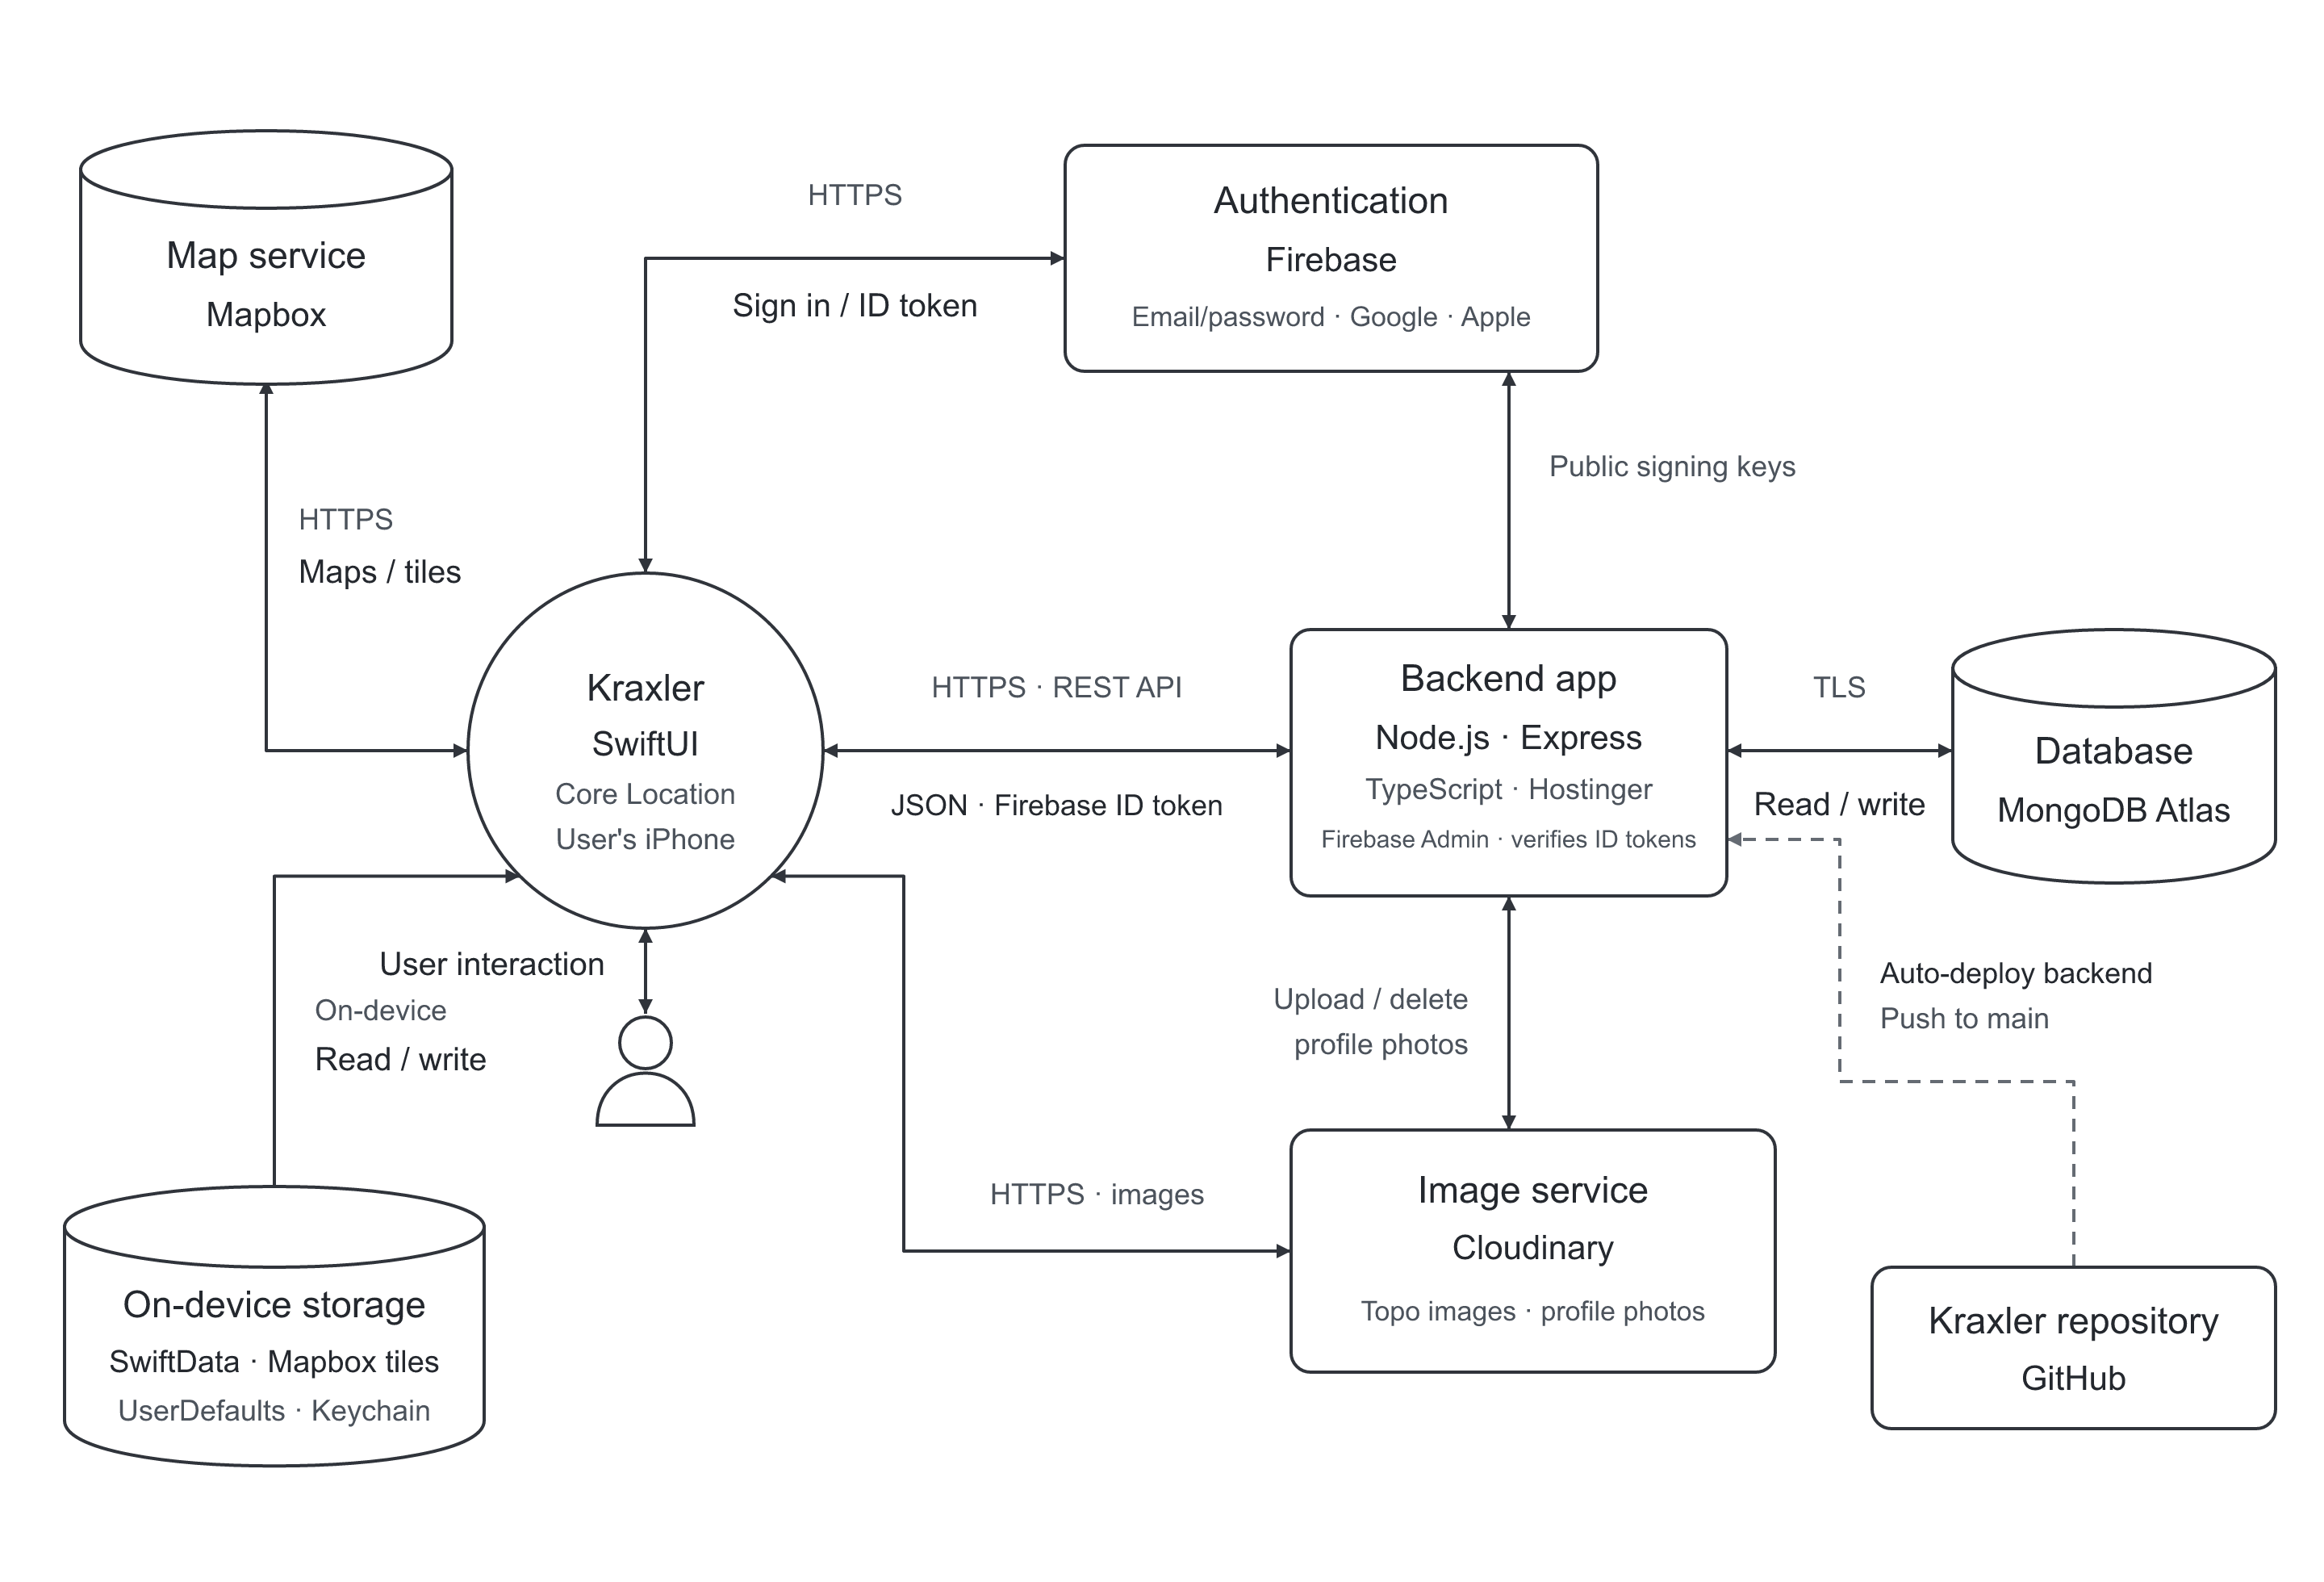 Map service
Mapbox
HTTPS
Sign in / ID token
Authentication
Firebase
Email/password · Google · Apple
HTTPS
Maps / tiles
Public signing keys
Kraxler
SwiftUI
Core Location
User's iPhone
HTTPS · REST API
JSON · Firebase ID token
Backend app
Node.js · Express
TypeScript · Hostinger
Firebase Admin · verifies ID tokens
TLS
Read / write
Database
MongoDB Atlas
User interaction
On-device
Read / write
Upload / delete
profile photos
Auto-deploy backend
Push to main
HTTPS · images
Image service
Cloudinary
Topo images · profile photos
On-device storage
SwiftData · Mapbox tiles
UserDefaults · Keychain
Kraxler repository
GitHub